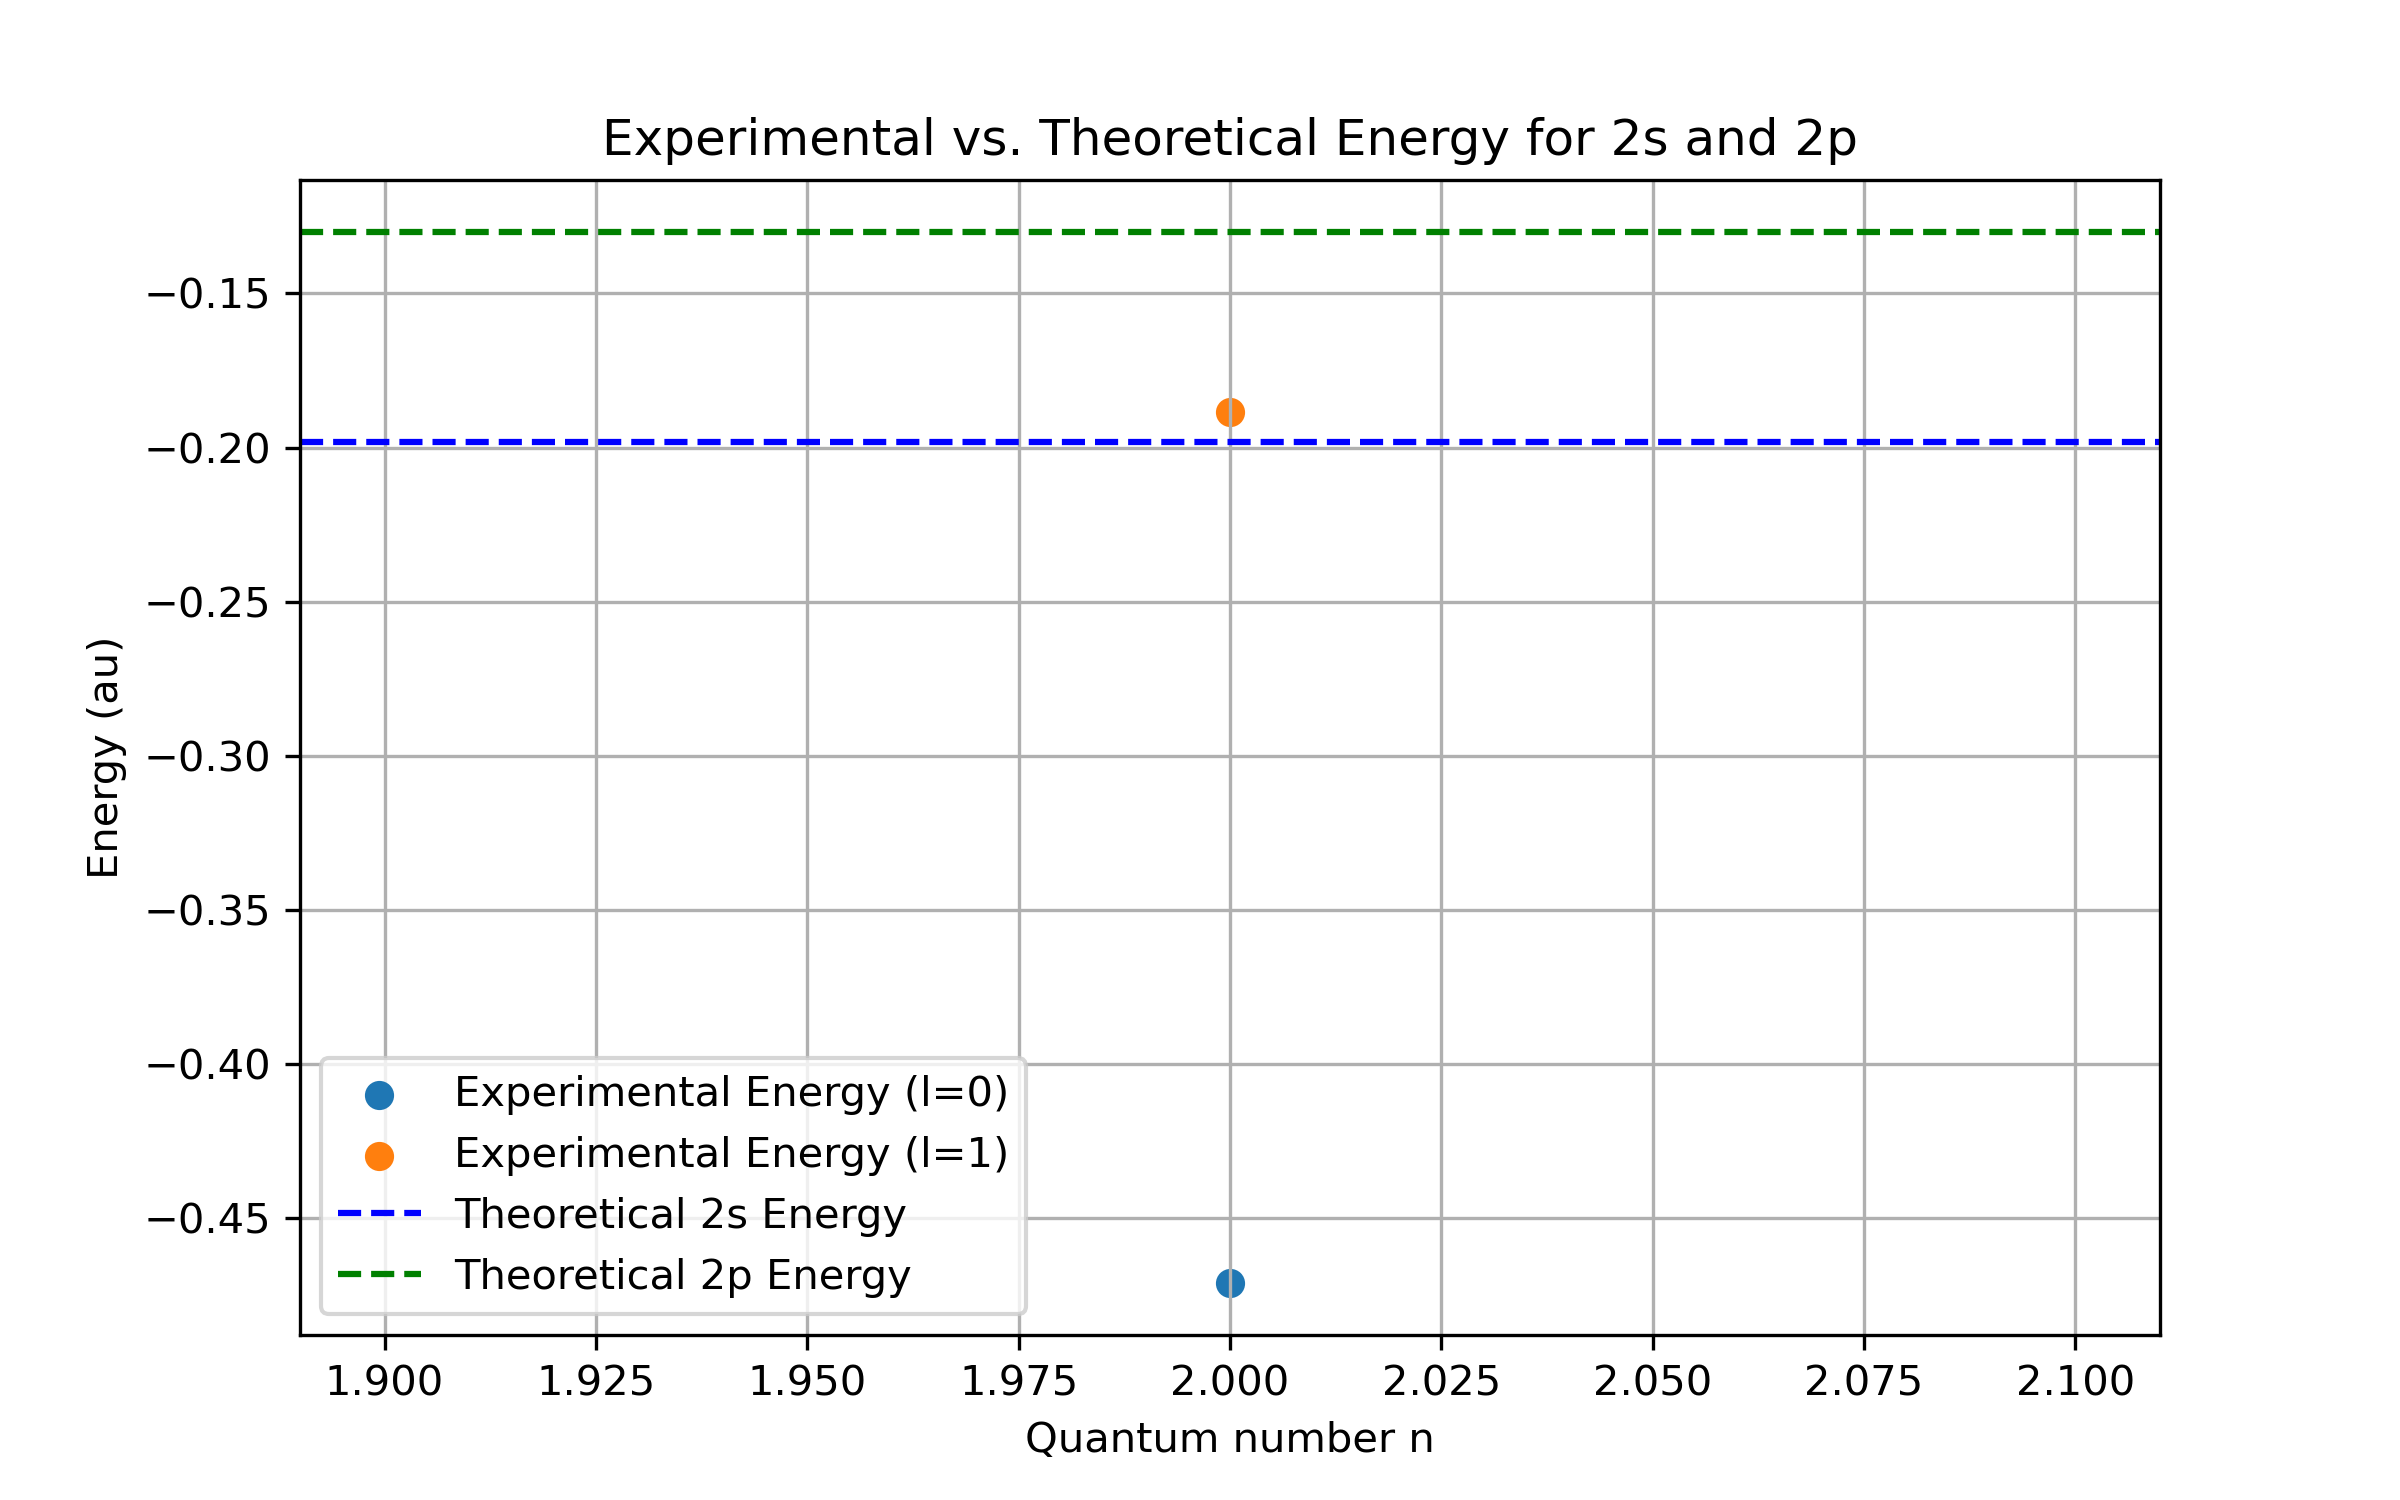 Experimental vs. Theoretical Energy for 2s and 2p
Energy (au)
−0.15
−0.20
−0.25
−0.30
−0.35
−0.40
−0.45
Experimental Energy (l=0)
Experimental Energy (l=1)
Theoretical 2s Energy
Theoretical 2p Energy
1.900 1.925 1.950 1.975 2.000 2.025 2.050 2.075 2.100
Quantum number n